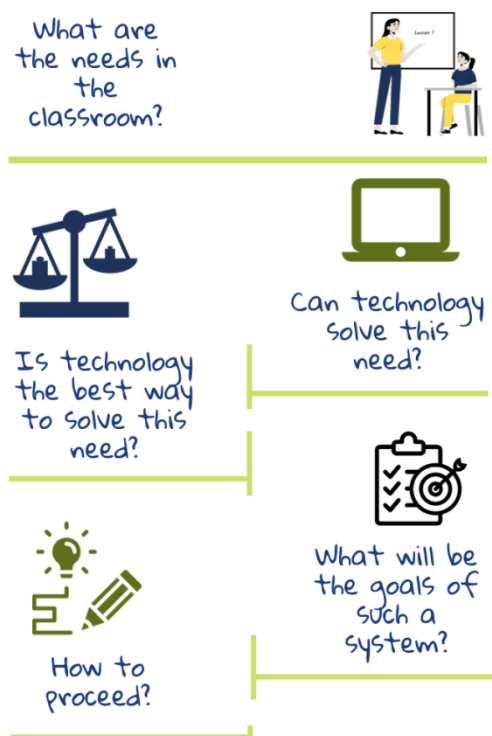 What are
the needs in
the
classroom?
Lesson 1
Can technology
solve this
need?
Is technology
the best way
to solve this
need?
What will be
the goals of
such a
system?
How to
proceed?